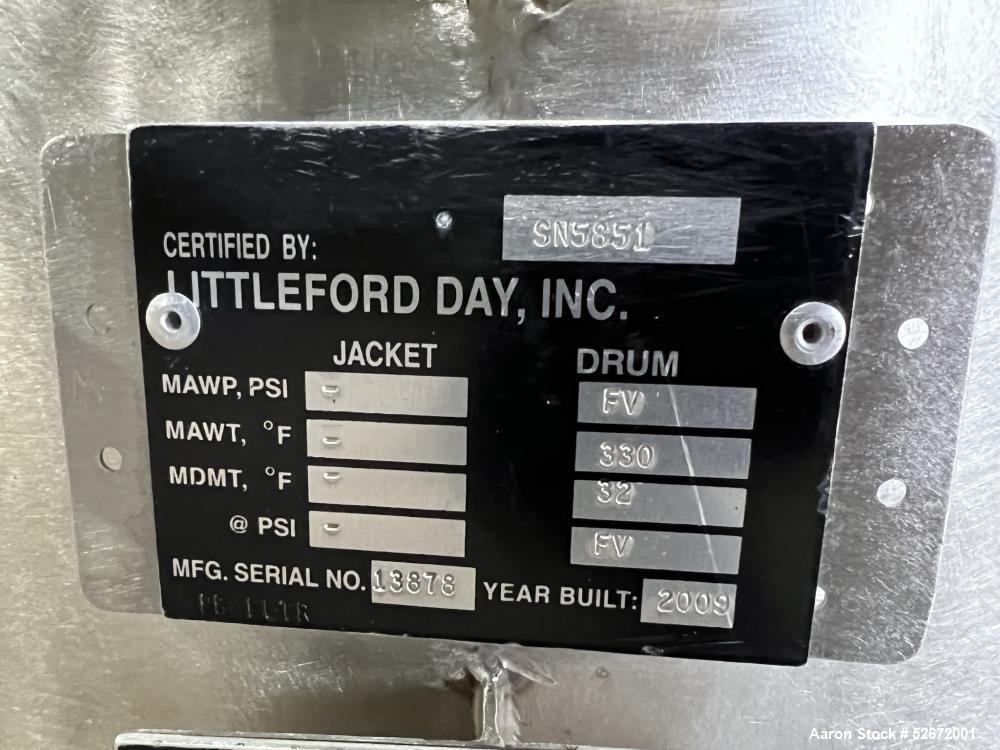 SN5851
CERTIFIED BY:
LITTLEFORD DAY, INC.
JACKET DRUM
MAWP, PSI - FV
MAWT, °F - 330
MDMT, °F - 32
@ PSI - FV
MFG. SERIAL NO. 13878 YEAR BUILT: 2009
FLTR
Aaron Stock # 52672001